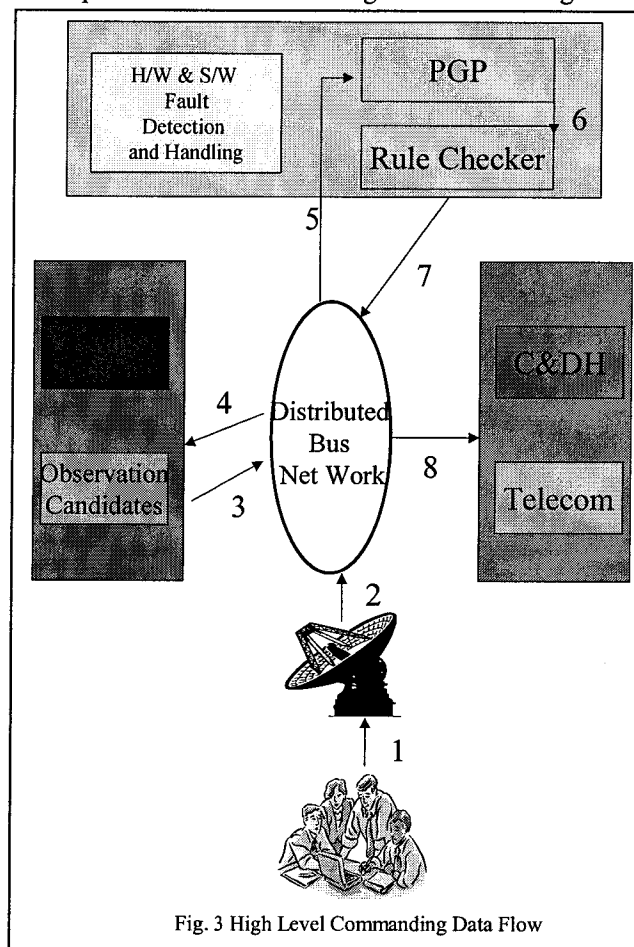 H/W & S/W
Fault
Detection
and Handling
PGP
6
Rule Checker
5
7
4
Distributed
Bus
Net Work
Observation
Candidates
3
8
C&DH
Telecom
2
1
Fig. 3 High Level Commanding Data Flow